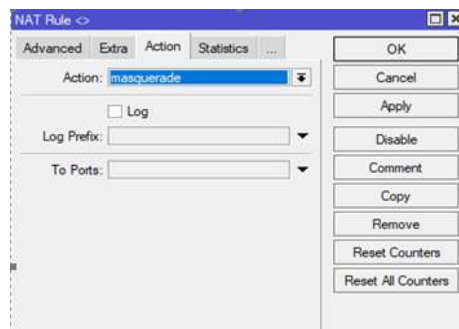 NAT Rule <>
Advanced Extra Action Statistics ...
OK
Action: masquerade
Cancel
Log
Apply
Log Prefix:
Disable
To Ports:
Comment
Copy
Remove
Reset Counters
Reset All Counters